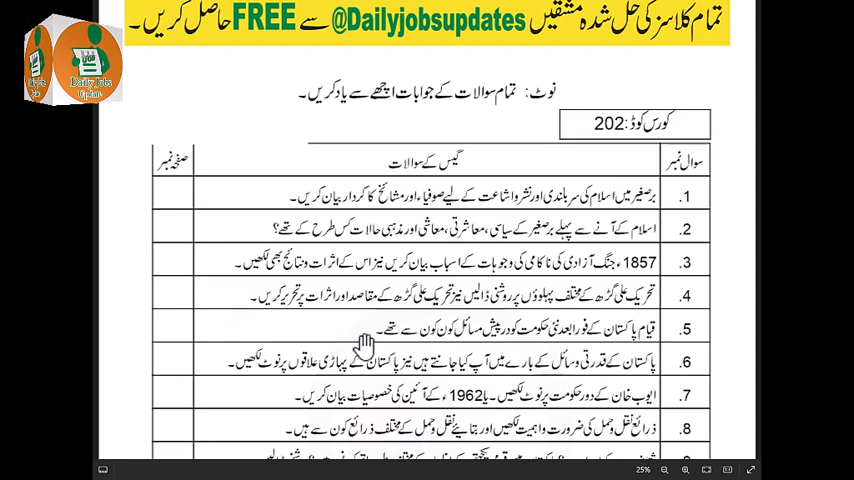 تمام کلاسز کی حل شدہ مشقیں @Dailyjobsupdates سے FREE حاصل کریں۔
Daily Jobs
Update
نوٹ: تمام سوالات کے جوابات اچھے سے یاد کریں۔
کورس کوڈ: 202
سوال نمبر گیس کے سوالات صفحہ نمبر
1. برصغیر میں اسلام کی سربلندی اور نشرو اشاعت کے لیے صوفیاء اور مشائخ کا کردار بیان کریں۔
2. اسلام کے آنے سے پہلے برصغیر کے سیاسی، معاشرتی، معاشی اور مذہبی حالات کس طرح کے تھے؟
3. 1857ء جنگ آزادی کی ناکامی کی وجوہات کے اسباب بیان کریں نیز اس کے اثرات و نتائج بھی لکھیں۔
4. تحریک علی گڑھ کے مختلف پہلوؤں پر روشنی ڈالیں نیز تحریک علی گڑھ کے مقاصد اور اثرات پر تحریر کریں۔
5. قیام پاکستان کے فورا بعد نئی حکومت کو درپیش مسائل کون کون سے تھے۔
6. پاکستان کے قدرتی وسائل کے بارے میں آپ کیا جانتے ہیں نیز پاکستان کے پہاڑی علاقوں پر نوٹ لکھیں۔
7. ایوب خان کے دور حکومت پر نوٹ لکھیں۔ یا 1962ء کے آئین کی خصوصیات بیان کریں۔
8. ذرائع نقل و حمل کی ضرورت و اہمیت لکھیں اور بتایئے نقل و حمل کے مختلف ذرائع کون سے ہیں۔
25%